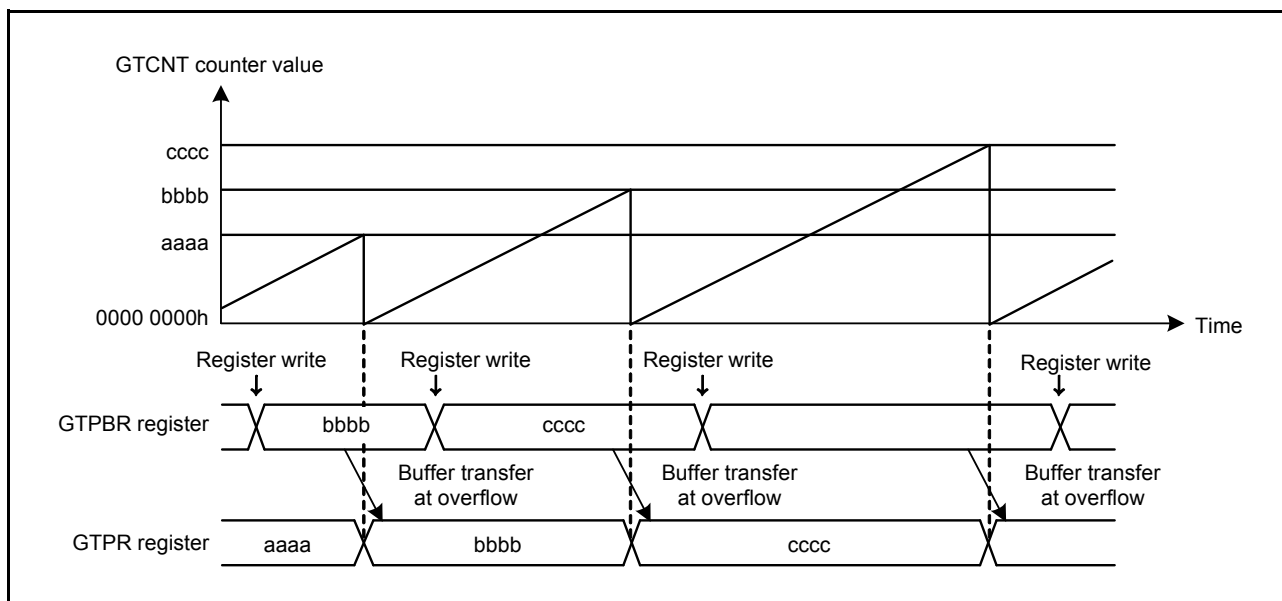 GTCNT counter value
cccc
bbbb
aaaa
0000 0000h
Time
Register write
Register write
Register write
Register write
GTPBR register
bbbb
cccc
Buffer transfer
at overflow
Buffer transfer
at overflow
Buffer transfer
at overflow
GTPR register
aaaa
bbbb
cccc